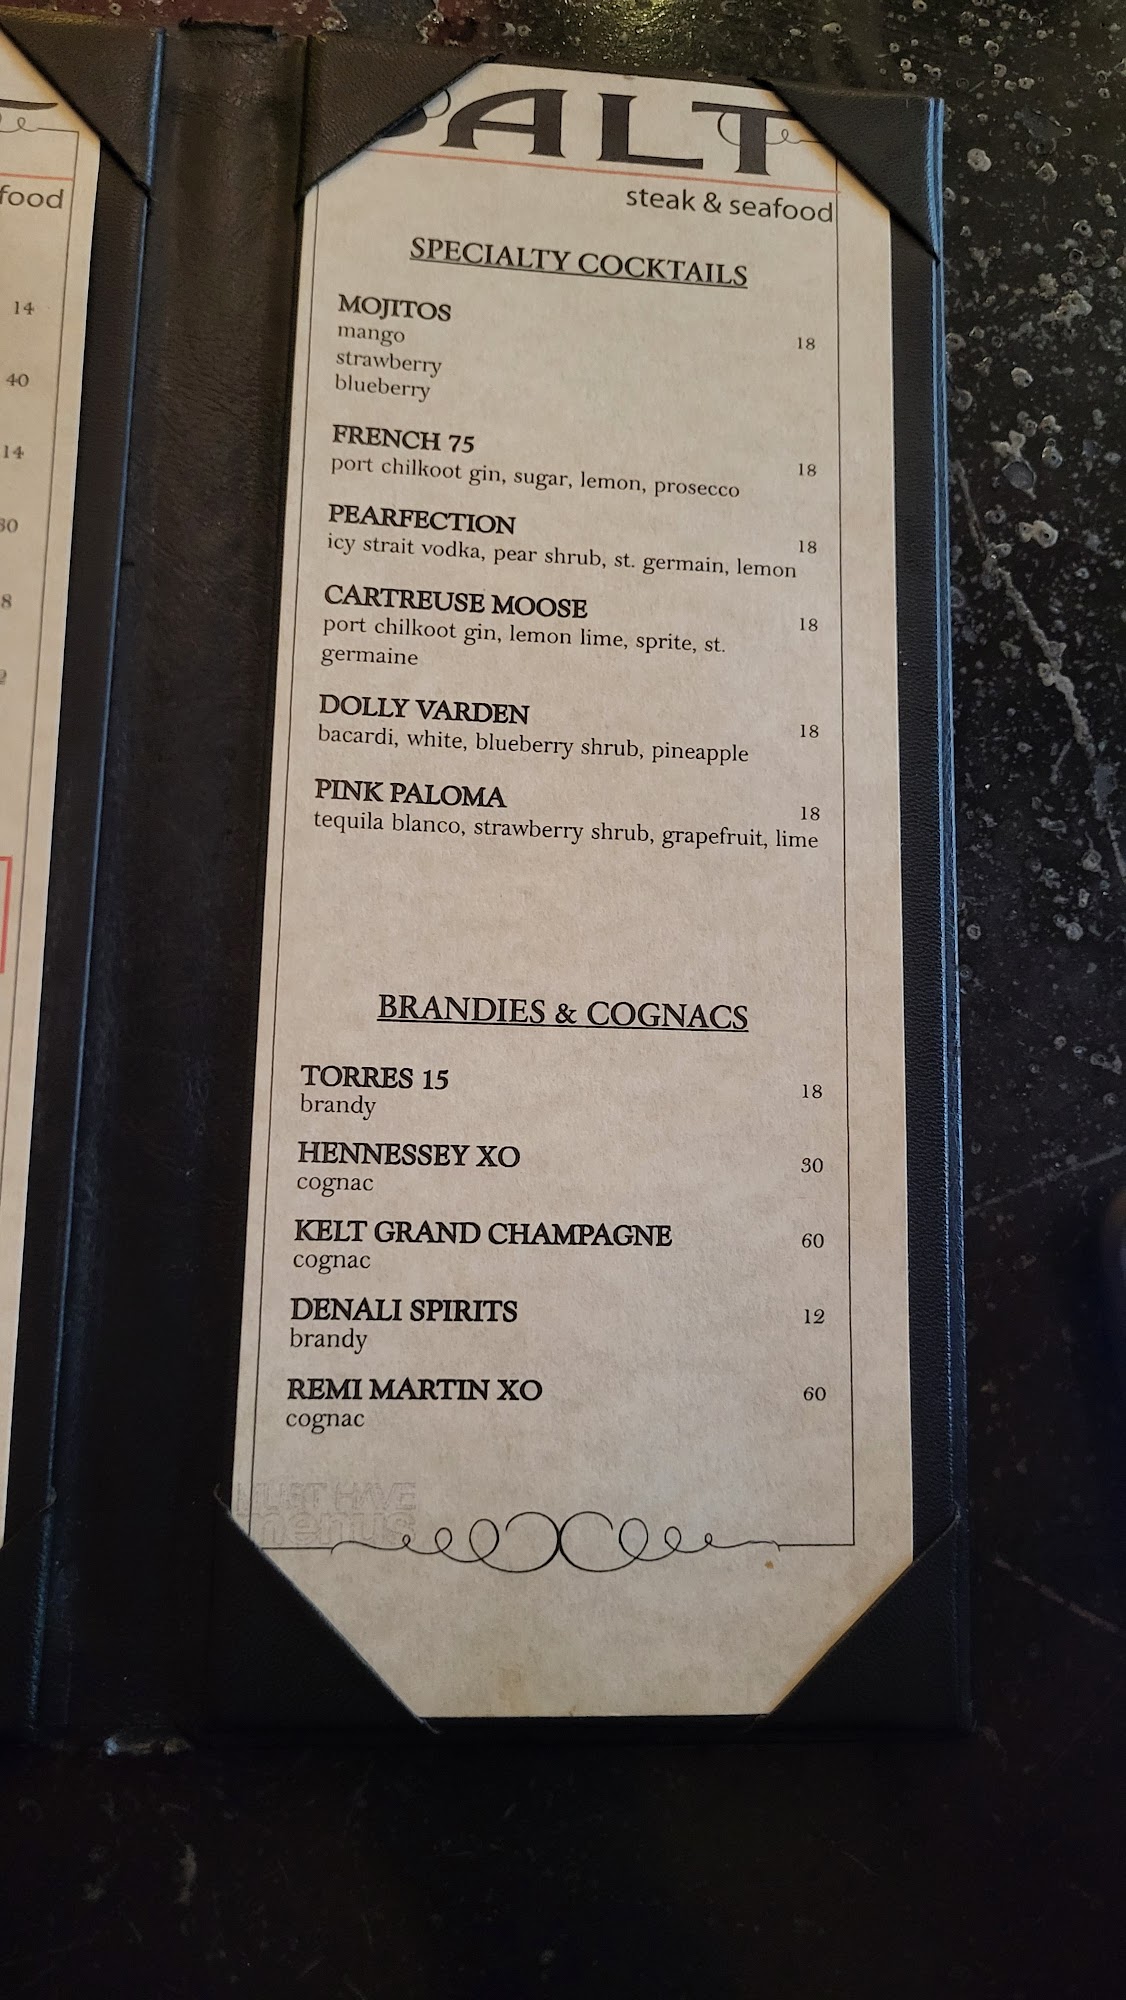 food
14
40
14
30
8
SALT
steak & seafood
SPECIALTY COCKTAILS
MOJITOS
mango
18
strawberry
blueberry
FRENCH 75
18
port chilkoot gin, sugar, lemon, prosecco
PEARFECTION
18
icy strait vodka, pear shrub, st. germain, lemon
CARTREUSE MOOSE
18
port chilkoot gin, lemon lime, sprite, st.
germaine
DOLLY VARDEN
18
bacardi, white, blueberry shrub, pineapple
PINK PALOMA
18
tequila blanco, strawberry shrub, grapefruit, lime
BRANDIES & COGNACS
TORRES 15
18
brandy
HENNESSEY XO
30
cognac
KELT GRAND CHAMPAGNE
60
cognac
DENALI SPIRITS
12
brandy
REMI MARTIN XO
60
cognac
MUST HAVE
menus